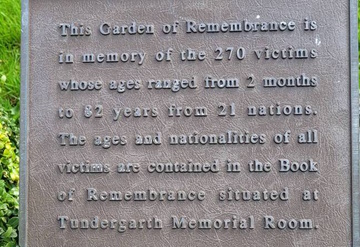 This Garden of Remembrance is
in memory of the 270 victims
whose ages ranged from 2 months
to 82 years from 21 nations.
The ages and nationalities of all
victims are contained in the Book
of Remembrance situated at
Tundergarth Memorial Room.